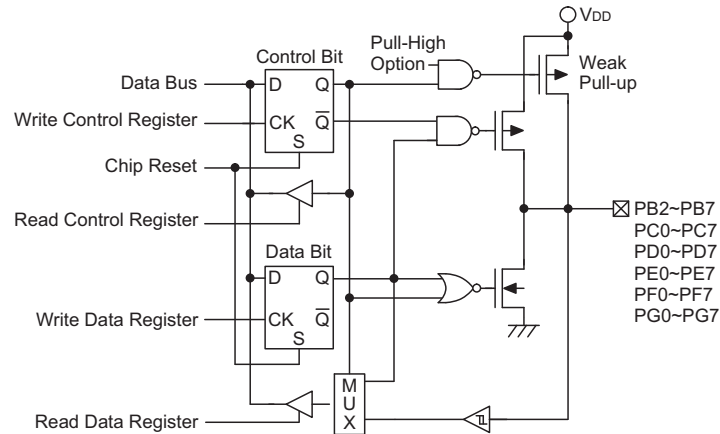 VDD
Control Bit
Pull-High
Option
Weak
Pull-up
Data Bus
D
Q
Write Control Register
CK
Q
S
Chip Reset
Read Control Register
Data Bit
D
Q
Write Data Register
CK
Q
S
PB2~PB7
PC0~PC7
PD0~PD7
PE0~PE7
PF0~PF7
PG0~PG7
M
U
X
Read Data Register